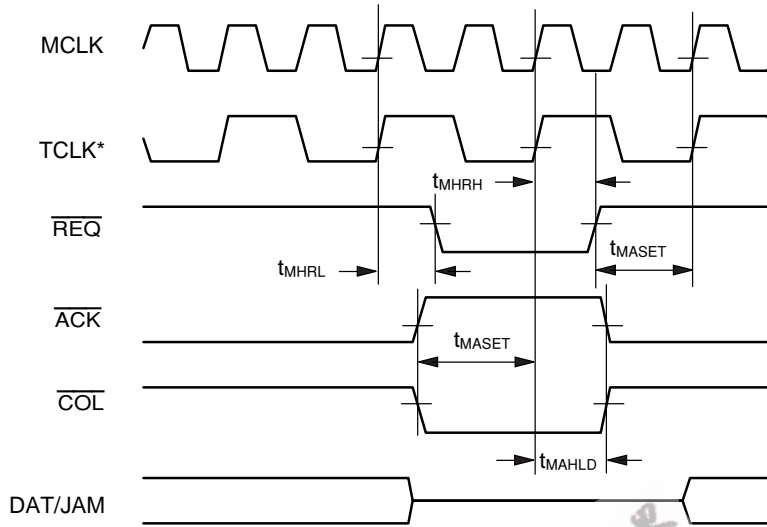 MCLK
TCLK*
tMHRH
REQ
tMASET
tMHRL
ACK
tMASET
COL
tMAHLD
DAT/JAM